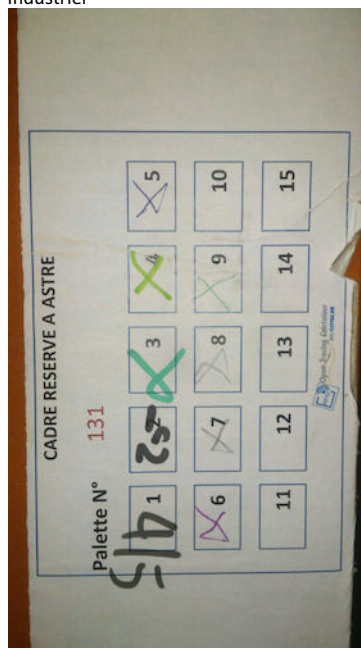 industriel
CADRE RESERVE A ASTRE
Palette N° 131
1 2 3 4 5
6 7 8 9 10
11 12 13 14 15